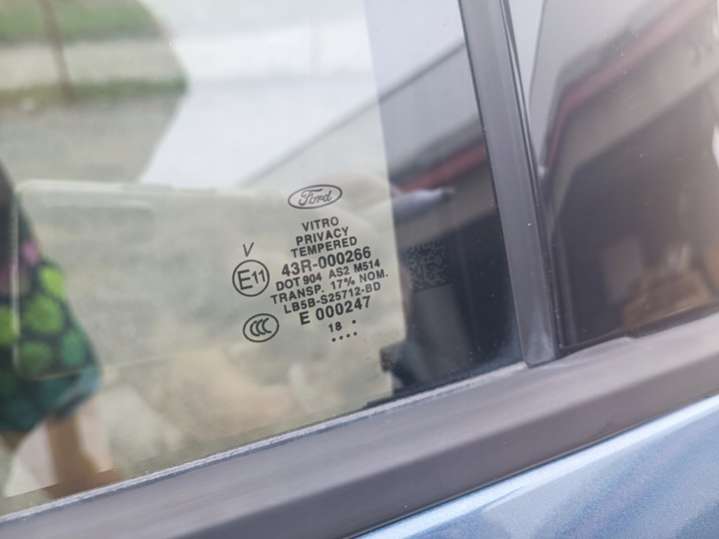 Ford
VITRO
PRIVACY
TEMPERED
V
E11
43R-000266
DOT 904 AS2 M514
TRANSP. 17% NOM.
LB5B-S25712-BD
CCC
E 000247
18 •
••••